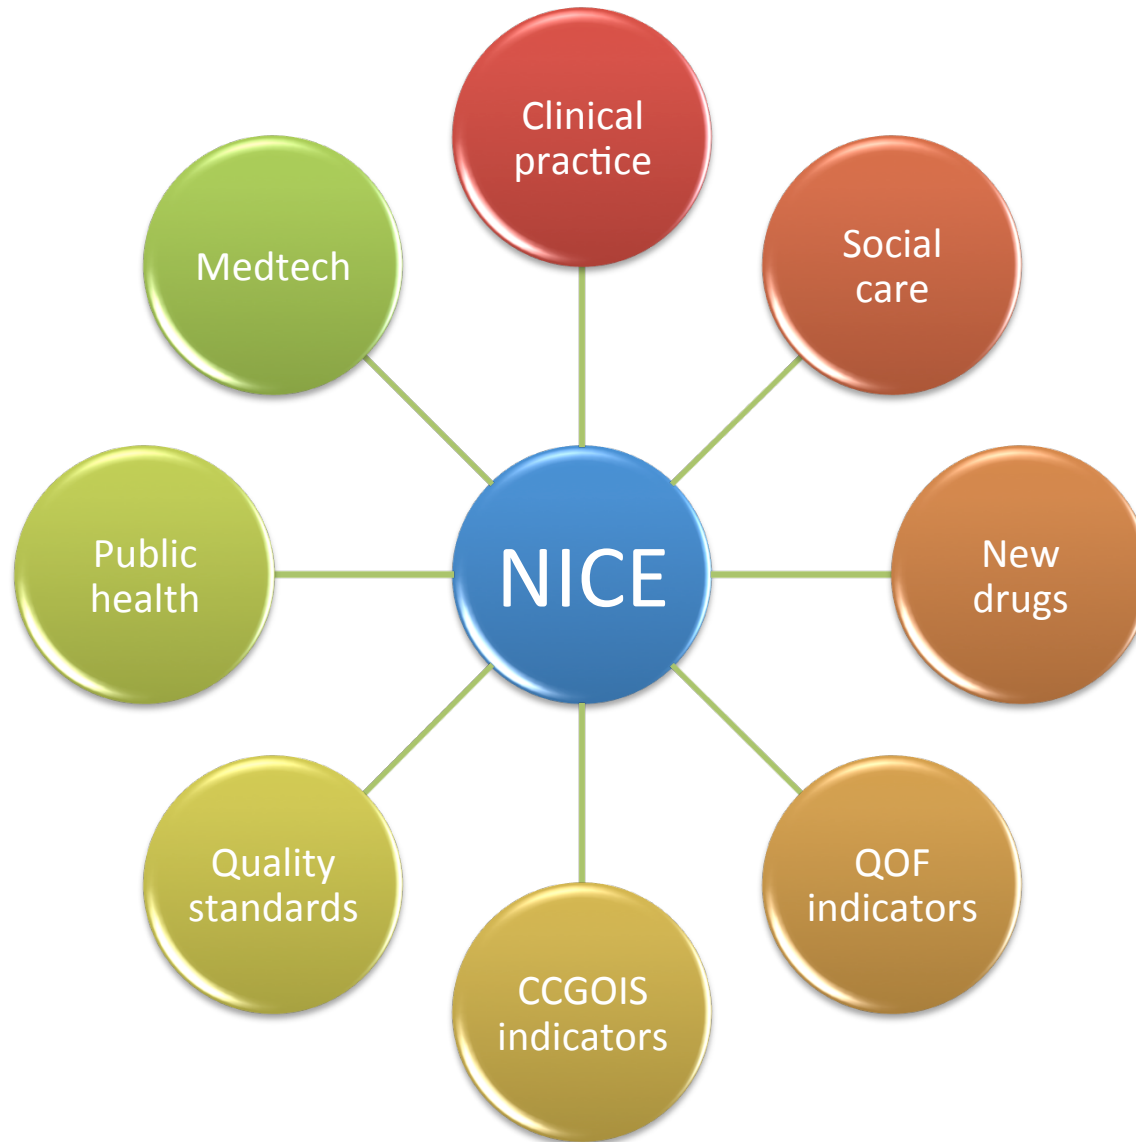 Clinical
practice
Social
care
New
drugs
QOF
indicators
CCGOIS
indicators
Quality
standards
Public
health
Medtech
NICE